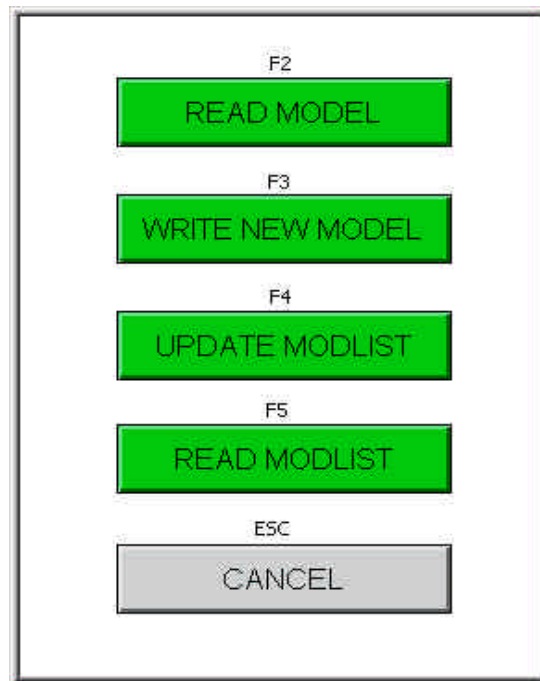 F2
READ MODEL
F3
WRITE NEW MODEL
F4
UPDATE MODLIST
F5
READ MODLIST
ESC
CANCEL